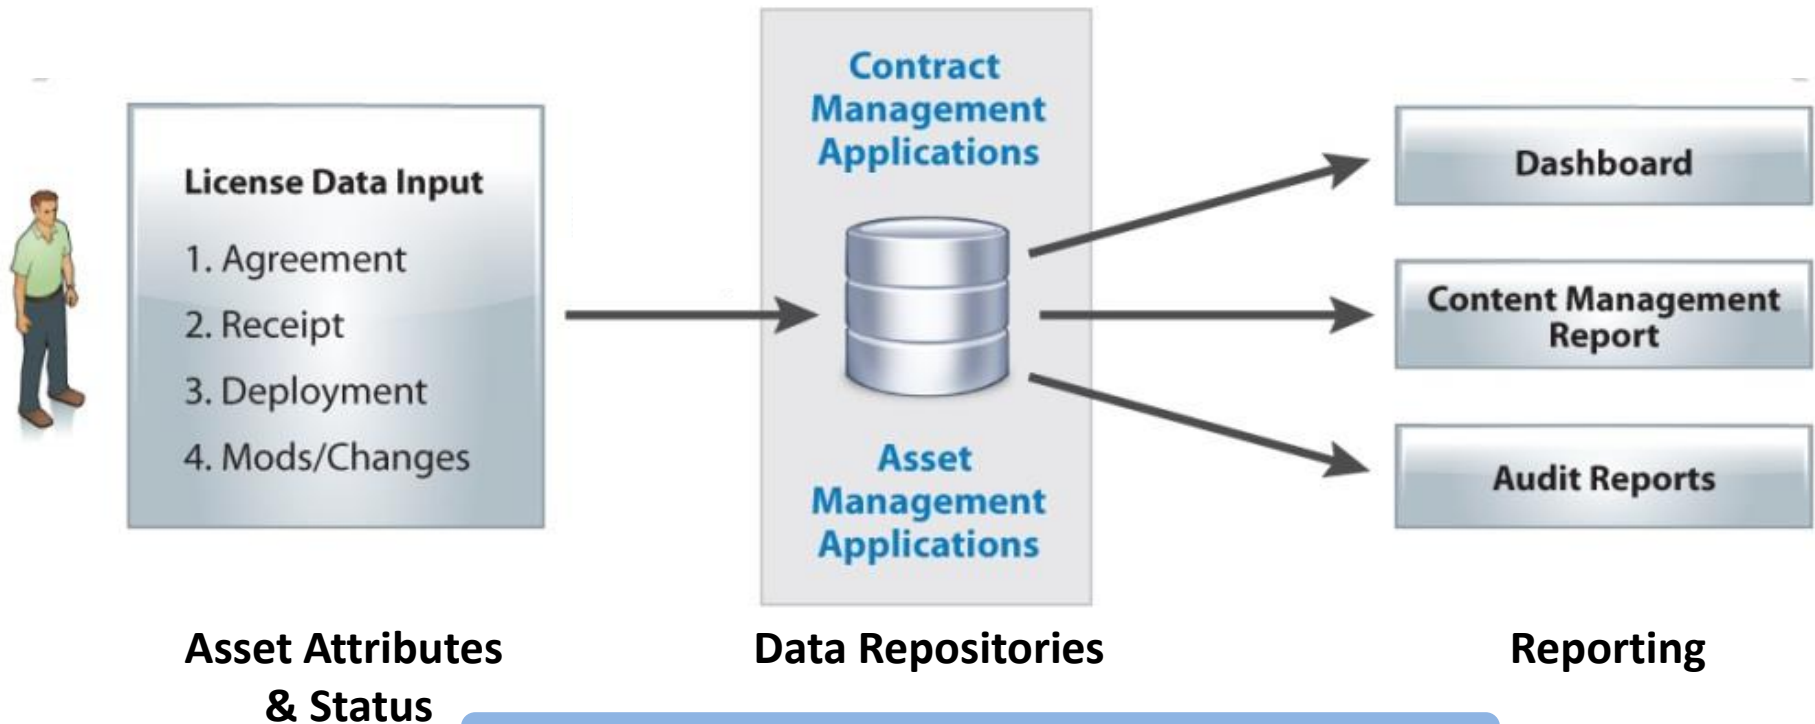 License Data Input
1. Agreement
2. Receipt
3. Deployment
4. Mods/Changes
Asset Attributes
& Status
Contract
Management
Applications
Asset
Management
Applications
Data Repositories
Dashboard
Content Management
Report
Audit Reports
Reporting